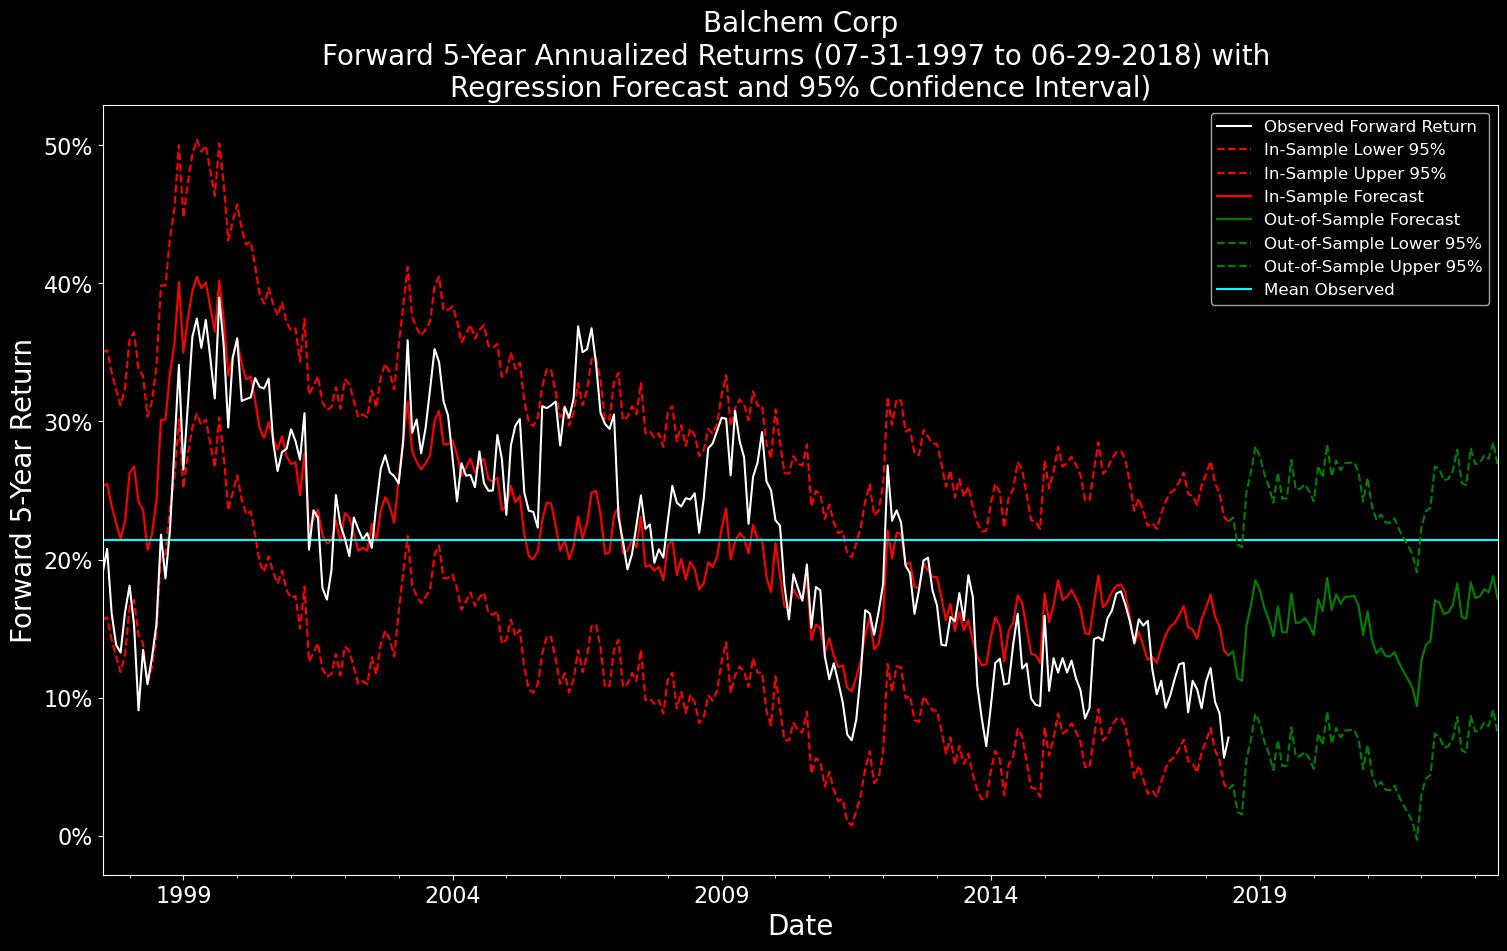 Balchem Corp
Forward 5-Year Annualized Returns (07-31-1997 to 06-29-2018) with
Regression Forecast and 95% Confidence Interval)
Observed Forward Return
In-Sample Lower 95%
In-Sample Upper 95%
In-Sample Forecast
Out-of-Sample Forecast
Out-of-Sample Lower 95%
Out-of-Sample Upper 95%
Mean Observed
Forward 5-Year Return
50%
40%
30%
20%
10%
0%
1999
2004
2009
2014
2019
Date